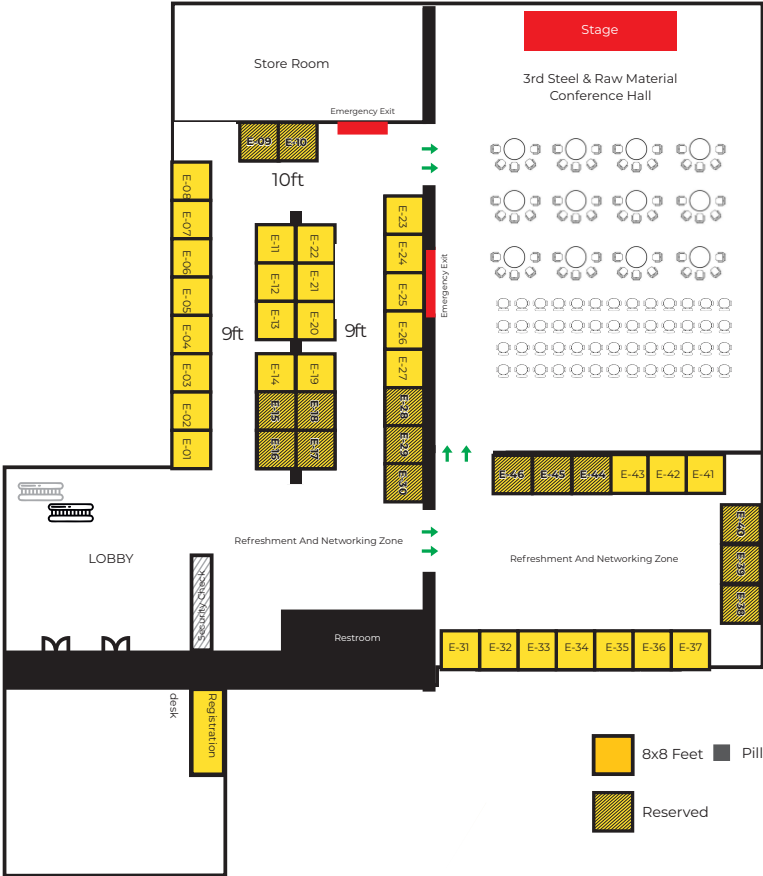 Stage
Store Room
3rd Steel & Raw Material
Conference Hall
Emergency Exit
E-09
E-10
10ft
E-08
E-07
E-06
E-05
E-04
E-03
E-02
E-01
9ft
E-11
E-22
E-12
E-21
E-13
E-20
E-14
E-19
E-15
E-18
E-16
E-17
9ft
E-23
E-24
E-25
E-26
E-27
E-28
E-29
E-30
Emergency Exit
E-46
E-45
E-44
E-43
E-42
E-41
E-40
E-39
E-38
Refreshment And Networking Zone
Refreshment And Networking Zone
LOBBY
Security Check
Restroom
E-31
E-32
E-33
E-34
E-35
E-36
E-37
Registration
desk
8x8 Feet
Pill
Reserved